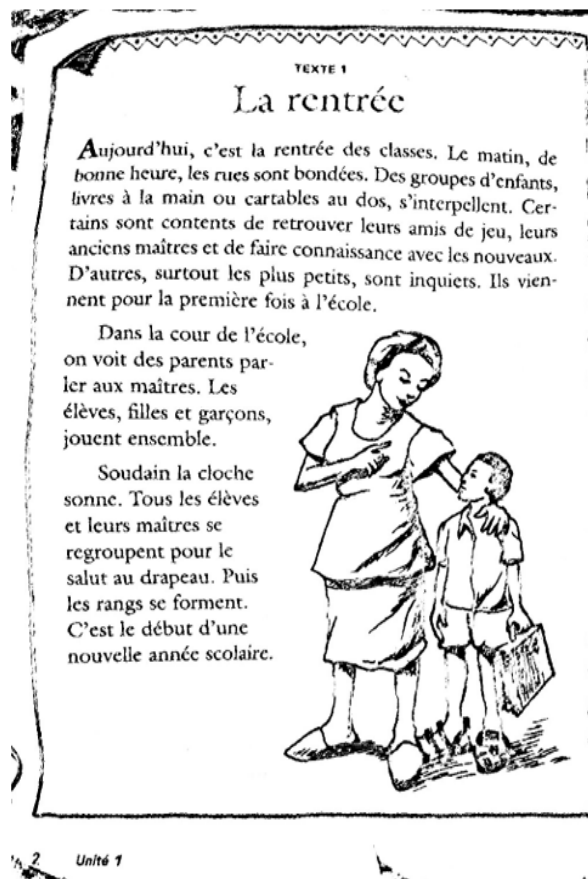 TEXTE 1
La rentrée
Aujourd'hui, c'est la rentrée des classes. Le matin, de
bonne heure, les rues sont bondées. Des groupes d'enfants,
livres à la main ou cartables au dos, s'interpellent. Cer-
tains sont contents de retrouver leurs amis de jeu, leurs
anciens maîtres et de faire connaissance avec les nouveaux.
D'autres, surtout les plus petits, sont inquiets. Ils vien-
nent pour la première fois à l'école.
Dans la cour de l'école,
on voit des parents par-
ler aux maîtres. Les
élèves, filles et garçons,
jouent ensemble.
Soudain la cloche
sonne. Tous les élèves
et leurs maîtres se
regroupent pour le
salut au drapeau. Puis
les rangs se forment.
C'est le début d'une
nouvelle année scolaire.
2 Unité 1